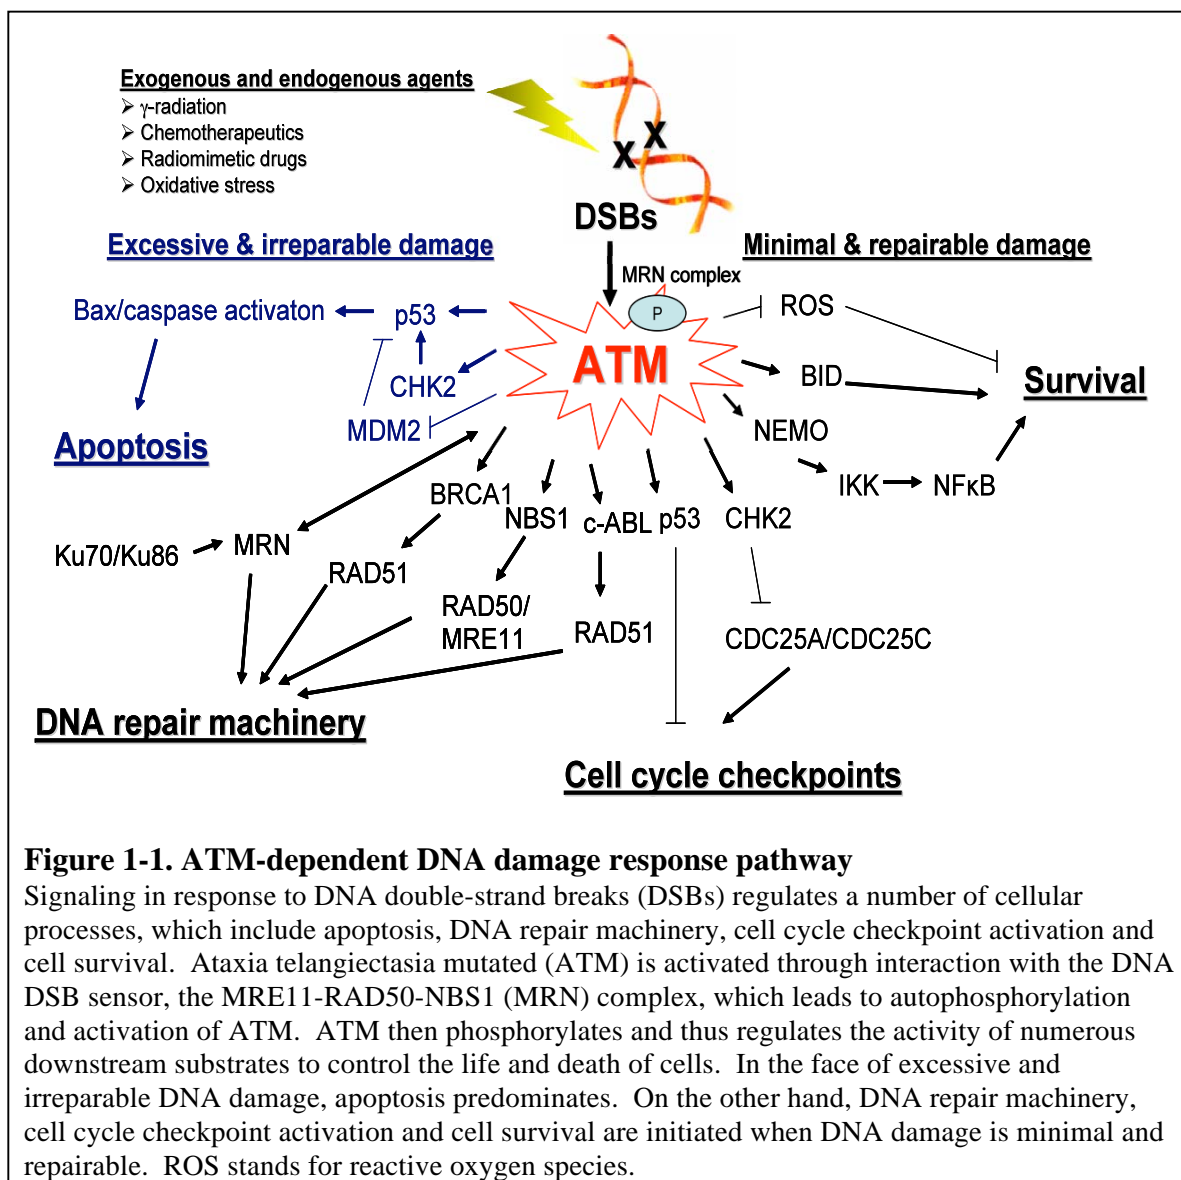 Exogenous and endogenous agents
➢ γ-radiation
➢ Chemotherapeutics
➢ Radiomimetic drugs
➢ Oxidative stress
X
X
DSBs
Excessive & irreparable damage
Minimal & repairable damage
MRN complex
P
ATM
Bax/caspase activaton
p53
CHK2
MDM2
Apoptosis
ROS
BID
Survival
NEMO
IKK
NFκB
BRCA1
NBS1
c-ABL
p53
CHK2
Ku70/Ku86
MRN
RAD51
RAD50/
MRE11
RAD51
CDC25A/CDC25C
DNA repair machinery
Cell cycle checkpoints
Figure 1-1. ATM-dependent DNA damage response pathway
Signaling in response to DNA double-strand breaks (DSBs) regulates a number of cellular
processes, which include apoptosis, DNA repair machinery, cell cycle checkpoint activation and
cell survival. Ataxia telangiectasia mutated (ATM) is activated through interaction with the DNA
DSB sensor, the MRE11-RAD50-NBS1 (MRN) complex, which leads to autophosphorylation
and activation of ATM. ATM then phosphorylates and thus regulates the activity of numerous
downstream substrates to control the life and death of cells. In the face of excessive and
irreparable DNA damage, apoptosis predominates. On the other hand, DNA repair machinery,
cell cycle checkpoint activation and cell survival are initiated when DNA damage is minimal and
repairable. ROS stands for reactive oxygen species.